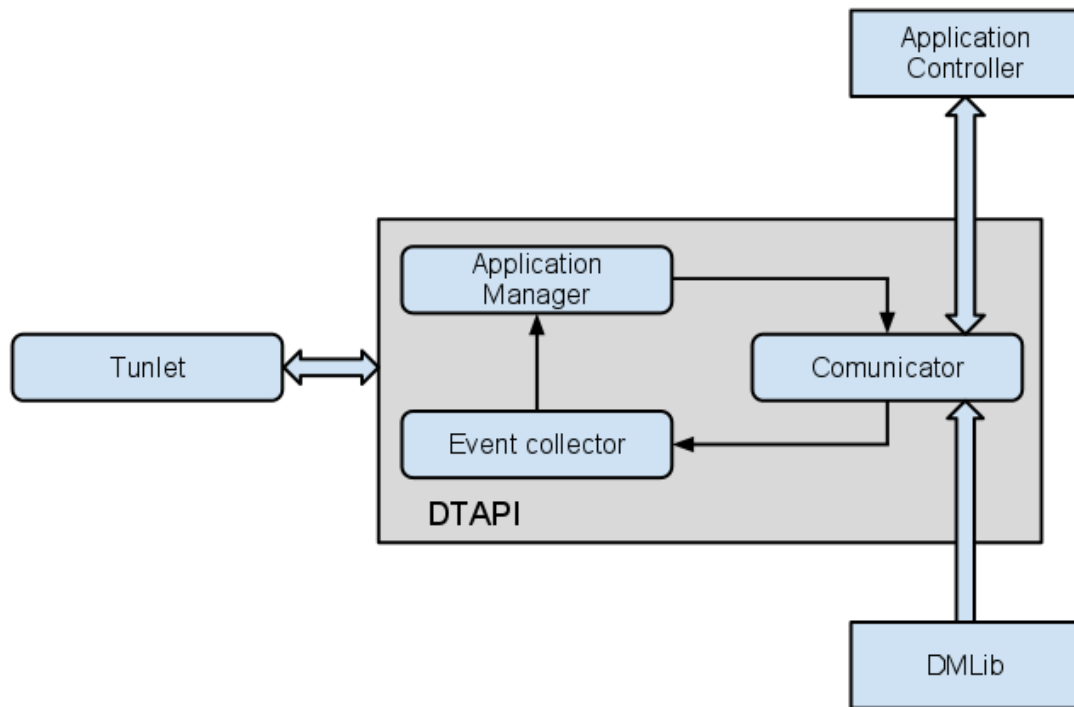 Application
Controller
Application
Manager
Tunlet
Comunicator
Event collector
DTAPI
DMLib